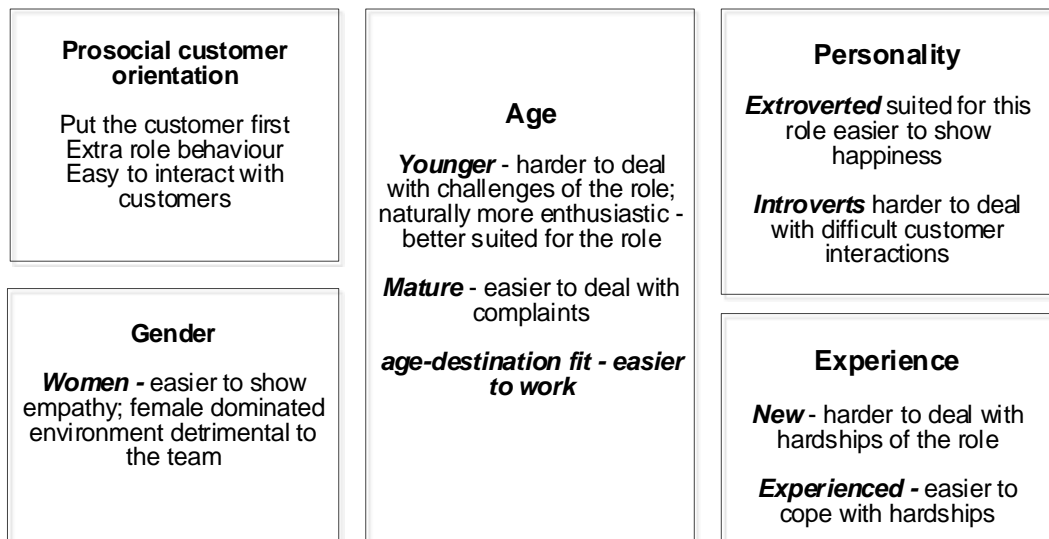 Prosocial customer
orientation
Put the customer first
Extra role behaviour
Easy to interact with
customers
Gender
Women - easier to show
empathy; female dominated
environment detrimental to
the team
Age
Younger - harder to deal
with challenges of the role;
naturally more enthusiastic -
better suited for the role
Mature - easier to deal with
complaints
age-destination fit - easier
to work
Personality
Extroverted suited for this
role easier to show
happiness
Introverts harder to deal
with difficult customer
interactions
Experience
New - harder to deal with
hardships of the role
Experienced - easier to
cope with hardships